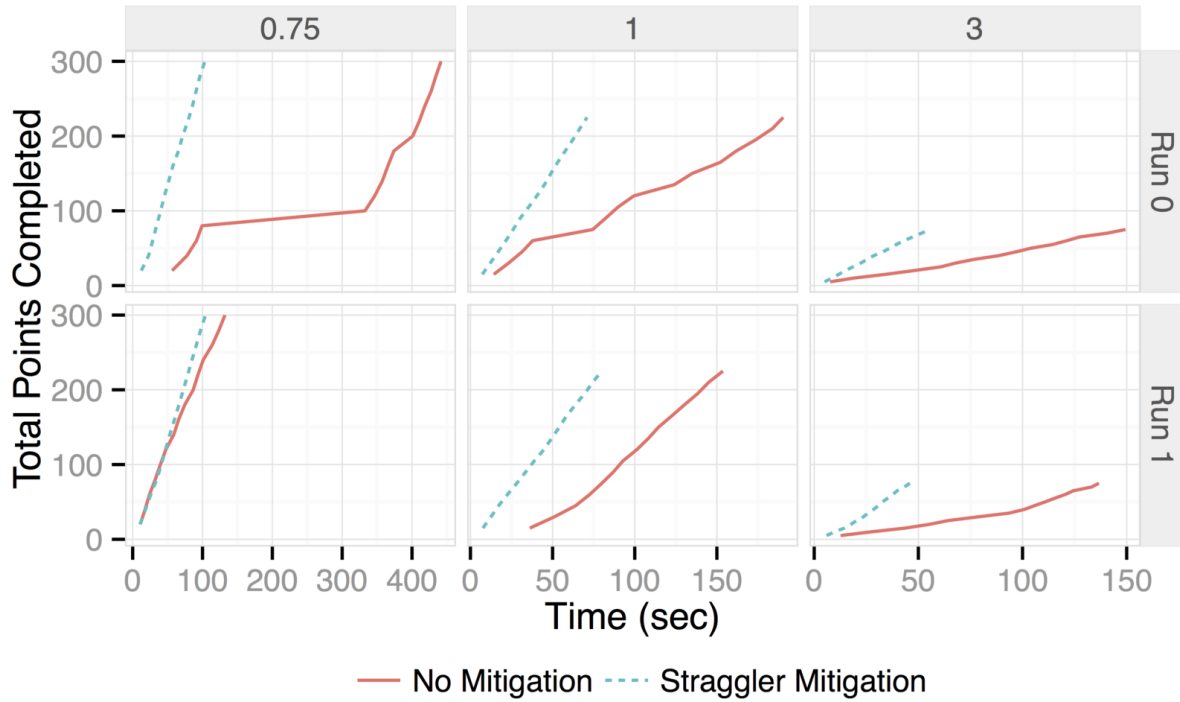 0.75 1 3
300
200
100
0
Run 0
300
200
100
0
Run 1
Total Points Completed
0 100 200 300 400 0 50 100 150 0 50 100 150
Time (sec)
No Mitigation Straggler Mitigation